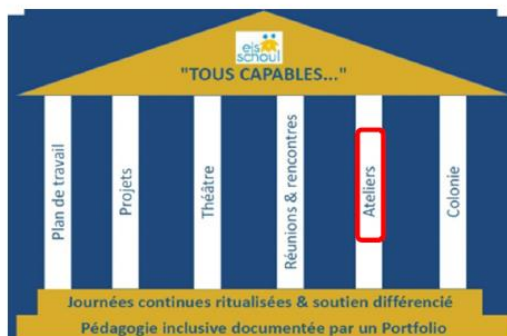 eis
schoul
"TOUS CAPABLES..."
Plan de travail
Projets
Théâtre
Réunions & rencontres
Ateliers
Colonie
Journées continues ritualisées & soutien différencié
Pédagogie inclusive documentée par un Portfolio